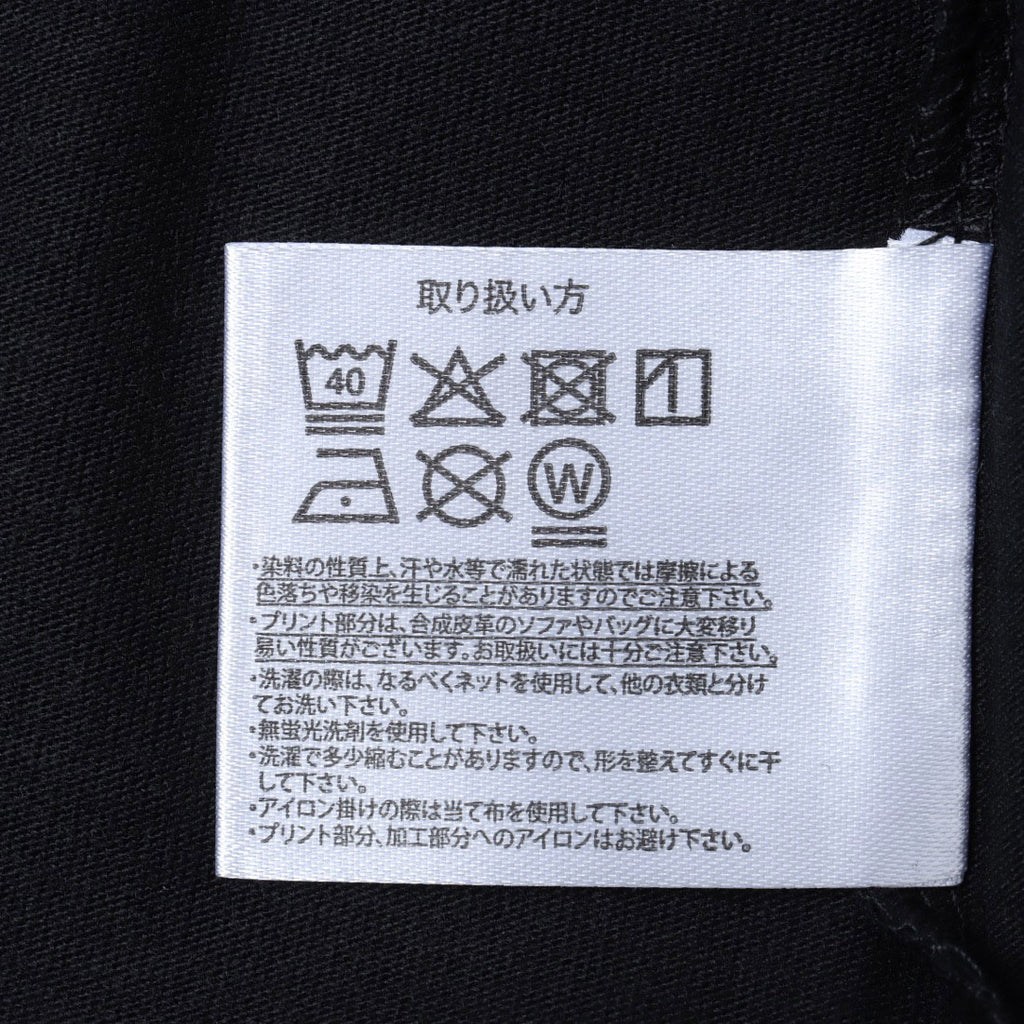 取り扱い方
40
W
・染料の性質上、汗や水等で濡れた状態では摩擦による
色落ちや移染を生じることがありますのでご注意下さい。
・プリント部分は、合成皮革のソファやバッグに大変移り
易い性質がございます。お取扱いには十分ご注意下さい。
・洗濯の際は、なるべくネットを使用して、他の衣類と分け
てお洗い下さい。
・無蛍光洗剤を使用して下さい。
・洗濯で多少縮むことがありますので、形を整えてすぐに干
して下さい。
・アイロン掛けの際は当て布を使用して下さい。
・プリント部分、加工部分へのアイロンはお避け下さい。